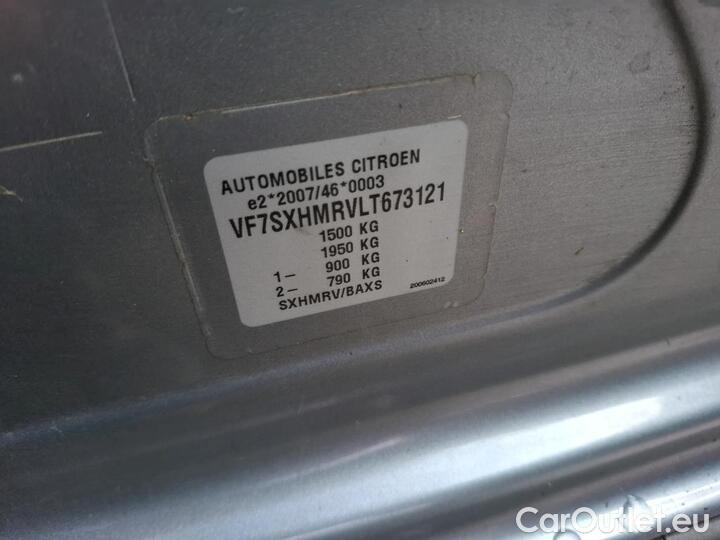 AUTOMOBILES CITROEN
e2*2007/46*0003
VF7SXHMRVLT673121
1500 KG
1950 KG
1- 900 KG
2- 790 KG
SXHMRV/BAXS
200602412
CarOutlet.eu